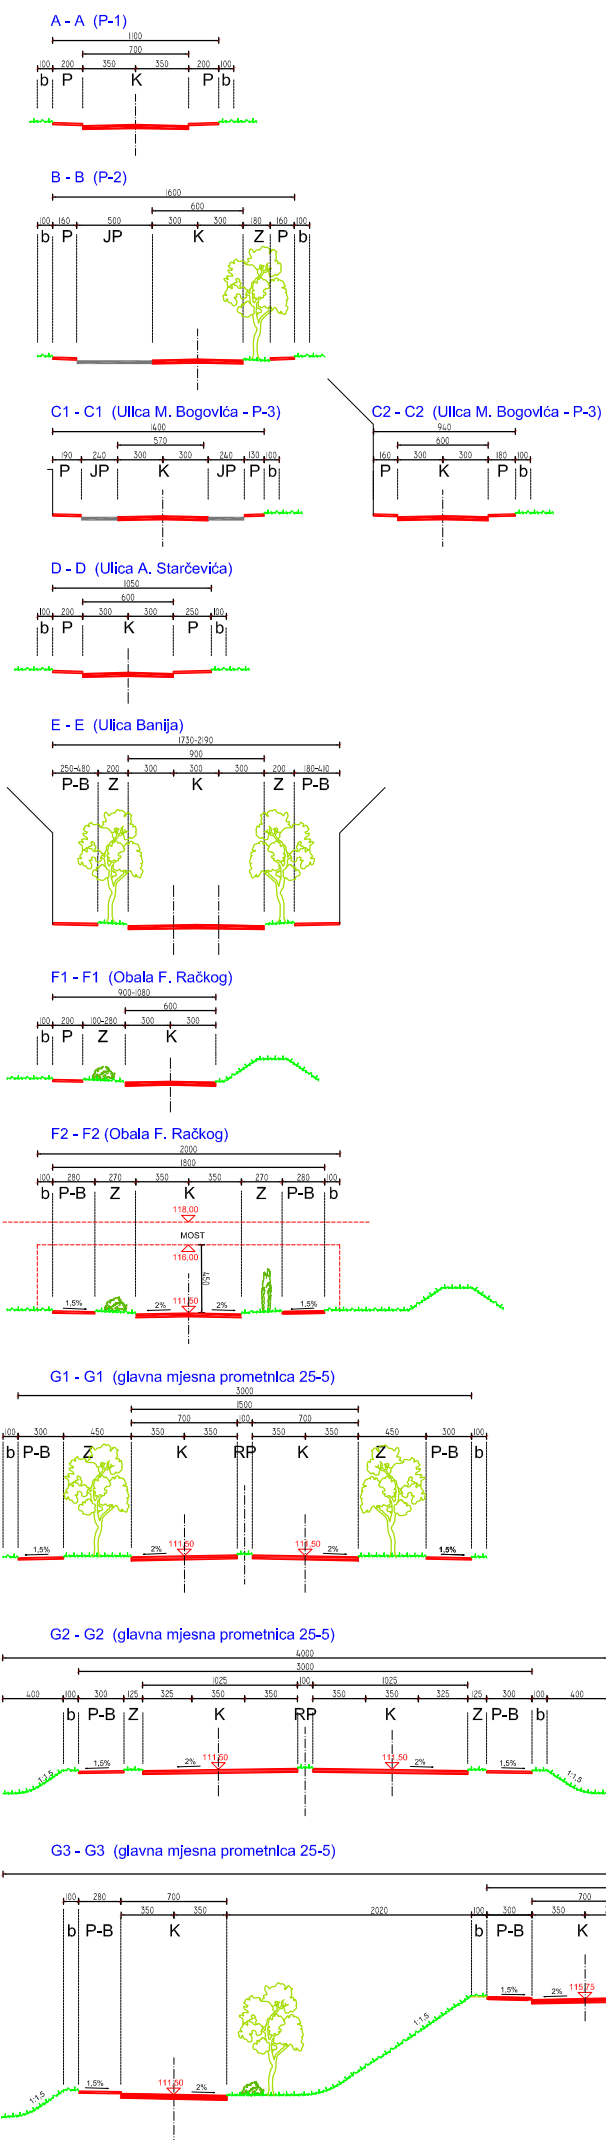 A - A (P-1)
1100
700
100 200 350 350 200 100
b P K P b
B - B (P-2)
1600
600
100 160 500 300 300 180 160 100
b P JP K Z P b
C1 - C1 (Ulica M. Bogovića - P-3)
1400
570
190 240 300 300 240 130 100
P JP K JP P b
C2 - C2 (Ulica M. Bogovića - P-3)
940
600
160 300 300 180 100
P K P b
D - D (Ulica A. Starčevića)
1050
600
100 200 300 300 250 100
b P K P b
E - E (Ulica Banija)
1730-2190
900
250-480 200 300 300 300 200 180-410
P-B Z K Z P-B
F1 - F1 (Obala F. Račkog)
900-1080
600
100 200 100-280 300 300
b P Z K
F2 - F2 (Obala F. Račkog)
2000
1800
100 280 270 350 350 270 280 100
b P-B Z K Z P-B b
118,00
MOST
116,00
450
1,5% 2% 111,50 2% 1,5%
G1 - G1 (glavna mjesna prometnica 25-5)
3000
1500
700 100 700
100 300 450 350 350 350 350 450 300 100
b P-B Z K RP K Z P-B b
111,50 111,50
1,5% 2% 2% 1,5%
G2 - G2 (glavna mjesna prometnica 25-5)
4000
3000
1025 100 1025
400 100 300 125 325 350 350 350 350 325 125 300 100 400
b P-B Z K RP K Z P-B b
111,50 111,50
1:1,5 1,5% 2% 2% 1,5% 1:1,5
G3 - G3 (glavna mjesna prometnica 25-5)
100 280 700 700
350 350 2020 100 300 350
b P-B K b P-B K
1,5% 2% 115,75
1:1,5
111,50
1:1,5 1,5% 2%